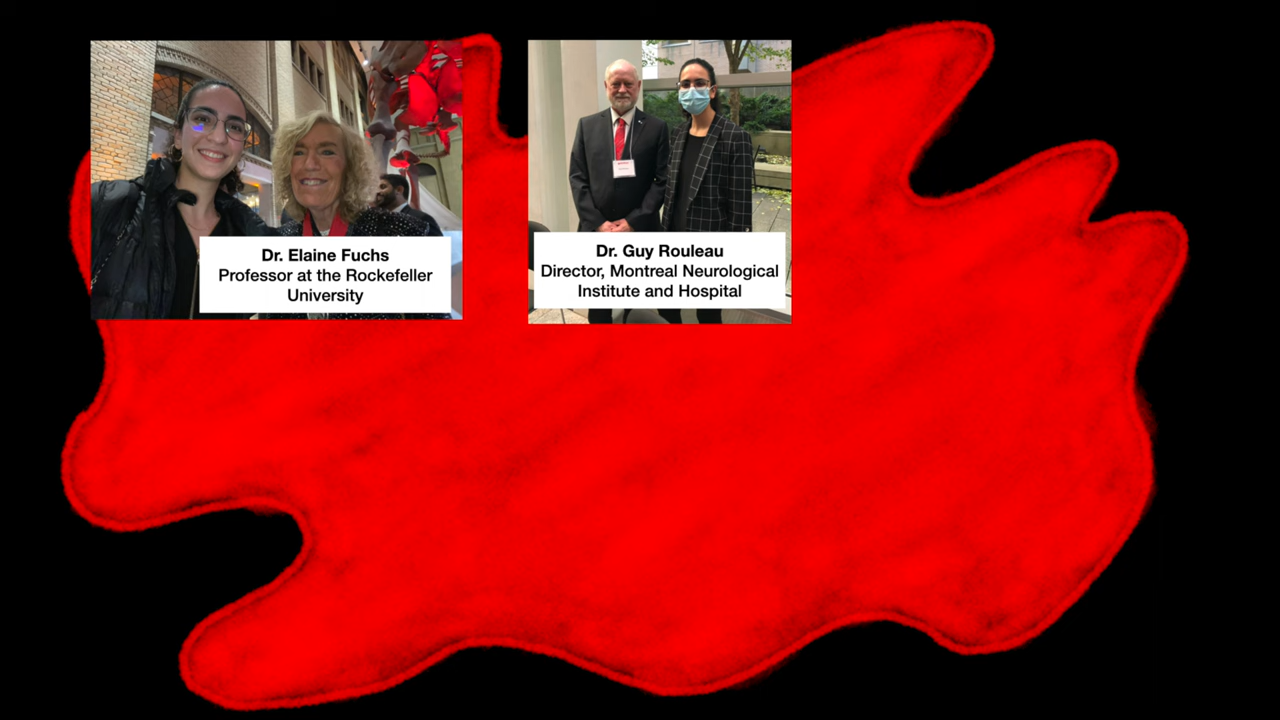 Dr. Elaine Fuchs
Professor at the Rockefeller
University
Dr. Guy Rouleau
Director, Montreal Neurological
Institute and Hospital